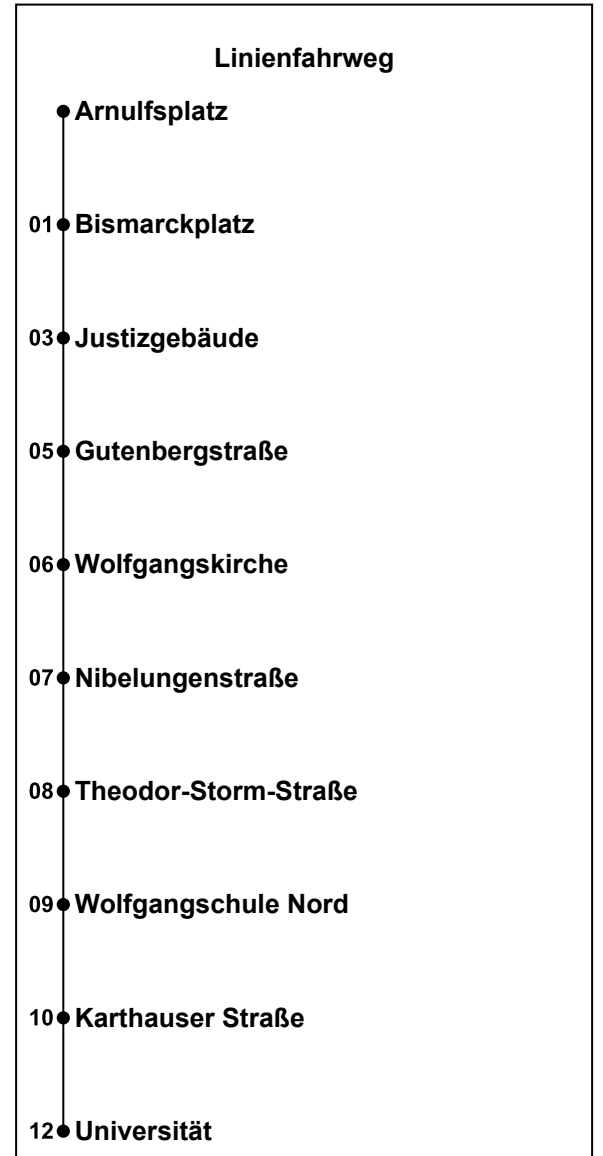 Linienfahrweg
Arnulfsplatz
01 Bismarckplatz
03 Justizgebäude
05 Gutenbergstraße
06 Wolfgangskirche
07 Nibelungenstraße
08 Theodor-Storm-Straße
09 Wolfgangschule Nord
10 Karthauser Straße
12 Universität